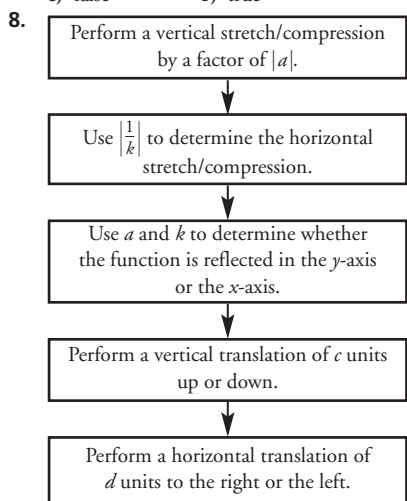 8.
Perform a vertical stretch/compression
by a factor of |a|.
Use |1/k| to determine the horizontal
stretch/compression.
Use a and k to determine whether
the function is reflected in the y-axis
or the x-axis.
Perform a vertical translation of c units
up or down.
Perform a horizontal translation of
d units to the right or the left.